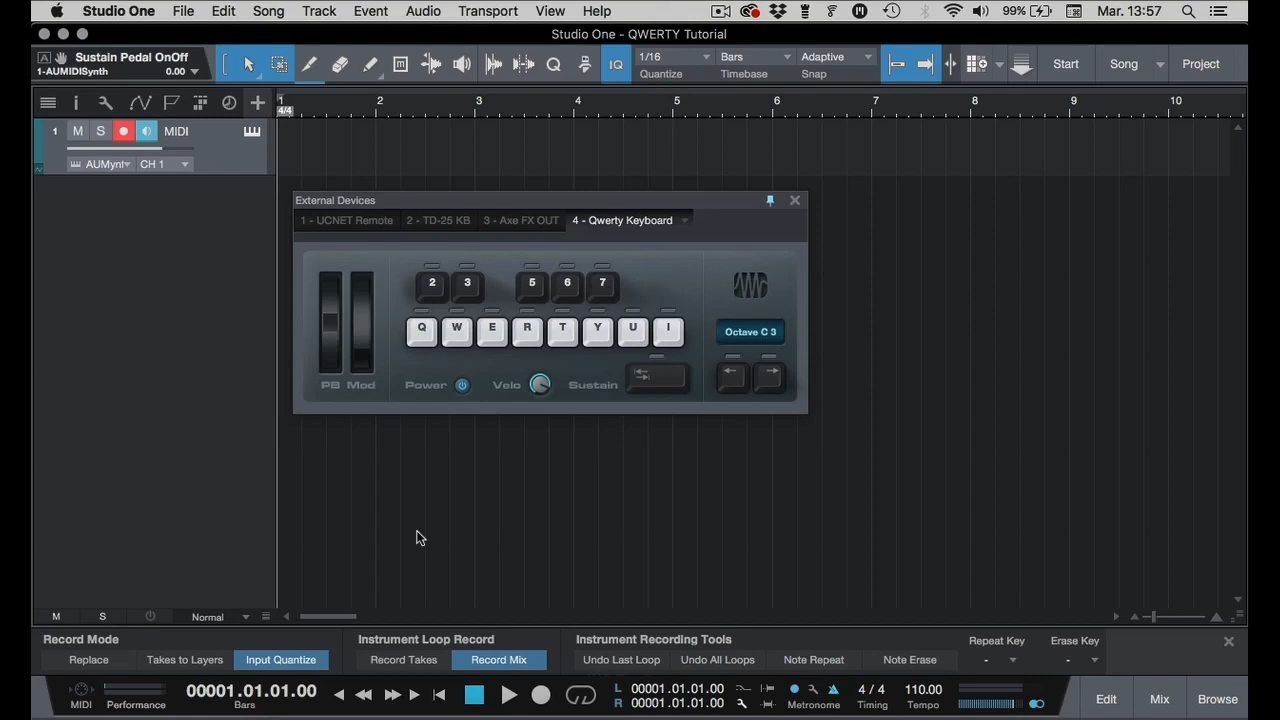 Studio One File Edit Song Track Event Audio Transport View Help 99% Mar. 13:57
Studio One - QWERTY Tutorial
Sustain Pedal OnOff
1-AUMIDISynth 0.00
IQ
1/16 Bars Adaptive
Quantize Timebase Snap
Start Song Project
1 2 3 4 5 6 7 8 9 10
4/4
1 M S MIDI
AUMynt CH 1
External Devices
1 - UCNET Remote 2 - TD-25 KB 3 - Axe FX OUT 4 - Qwerty Keyboard
2 3 5 6 7
Q W E R T Y U I
Octave C 3
PB Mod Power Velo Sustain
M S Normal
Record Mode Instrument Loop Record Instrument Recording Tools Repeat Key Erase Key
Replace Takes to Layers Input Quantize Record Takes Record Mix Undo Last Loop Undo All Loops Note Repeat Note Erase - -
MIDI Performance
00001.01.01.00
Bars
L 00001.01.01.00
R 00001.01.01.00
Metronome
4 / 4
Timing
110.00
Tempo
Edit Mix Browse